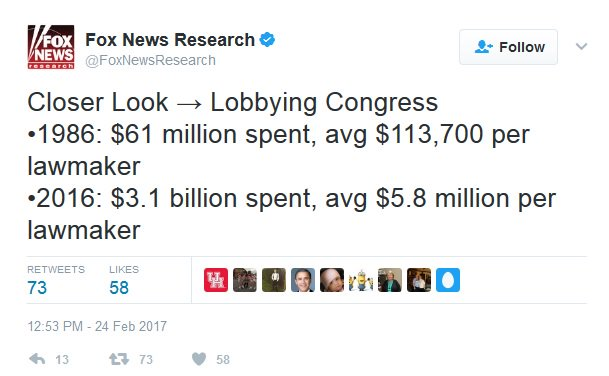 FOX
NEWS
research
Fox News Research
@FoxNewsResearch
Follow
Closer Look → Lobbying Congress
•1986: $61 million spent, avg $113,700 per
lawmaker
•2016: $3.1 billion spent, avg $5.8 million per
lawmaker
RETWEETS LIKES
73 58
12:53 PM - 24 Feb 2017
13 73 58